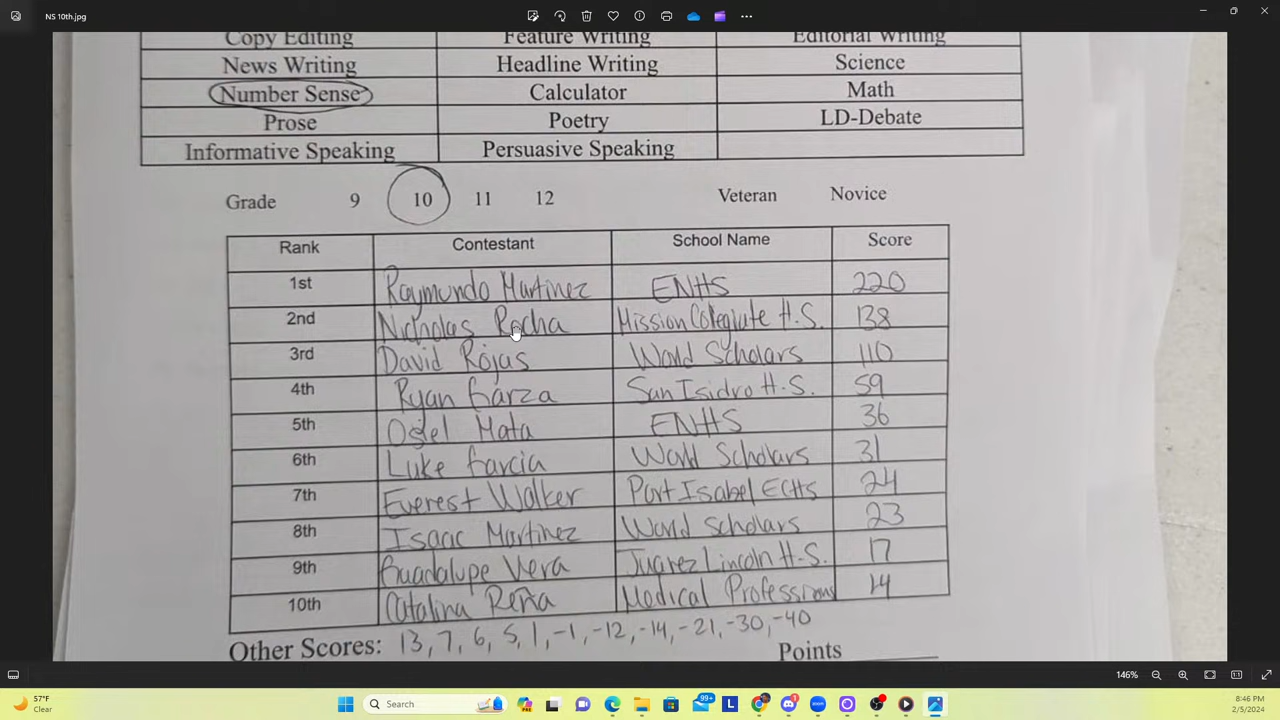 NS 10th.jpg
Copy Editing Feature Writing Editorial Writing
News Writing Headline Writing Science
Number Sense Calculator Math
Prose Poetry LD-Debate
Informative Speaking Persuasive Speaking
Grade 9 10 11 12 Veteran Novice
Rank Contestant School Name Score
1st Raymundo Martinez ENHS 220
2nd Nicholas Rocha Mission Collegiate H.S. 138
3rd David Rojas World Scholars 110
4th Ryan Garza San Isidro H.S. 59
5th Osiel Mata ENHS 36
6th Luke Garcia World Scholars 31
7th Everest Walker Port Isabel ECHS 24
8th Isaac Martinez World Scholars 23
9th Guadalupe Vera Juarez Lincoln H.S. 17
10th Catalina Peña Medical Professions 14
Other Scores: 13, 7, 6, 5, 1, -1, -12, -14, -21, -30, -40
Points
146%
57°F
Clear
Search
99+
1
8:46 PM
2/5/2024